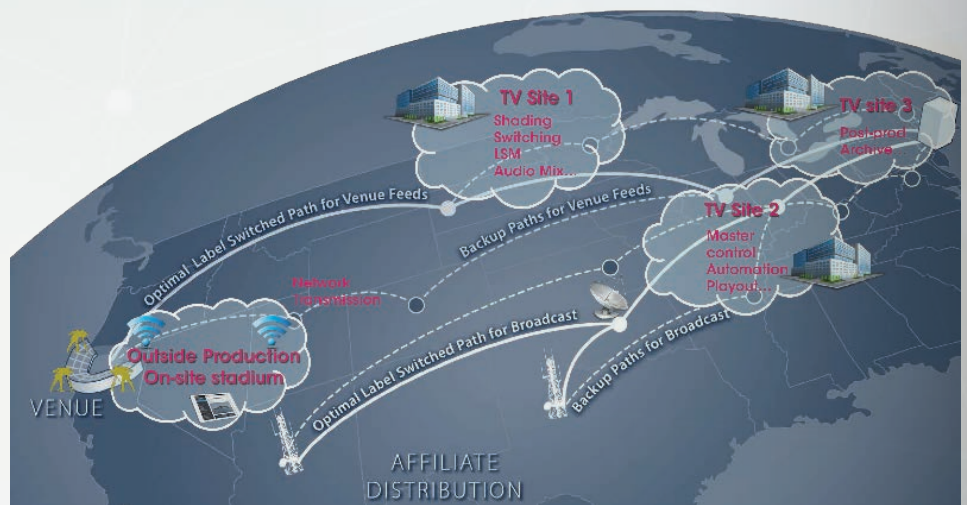 TV Site 1
Shading
Switching
LSM
Audio Mix...
TV site 3
Post-prod
Archive
TV Site 2
Master
control
Automation
Playout...
Optimal Label Switched Path for Venue Feeds
Backup Paths for Venue Feeds
Network
Transmission
Outside Production
On-site stadium
VENUE
Optimal Label Switched Path for Broadcast
Backup Paths for Broadcast
AFFILIATE
DISTRIBUTION